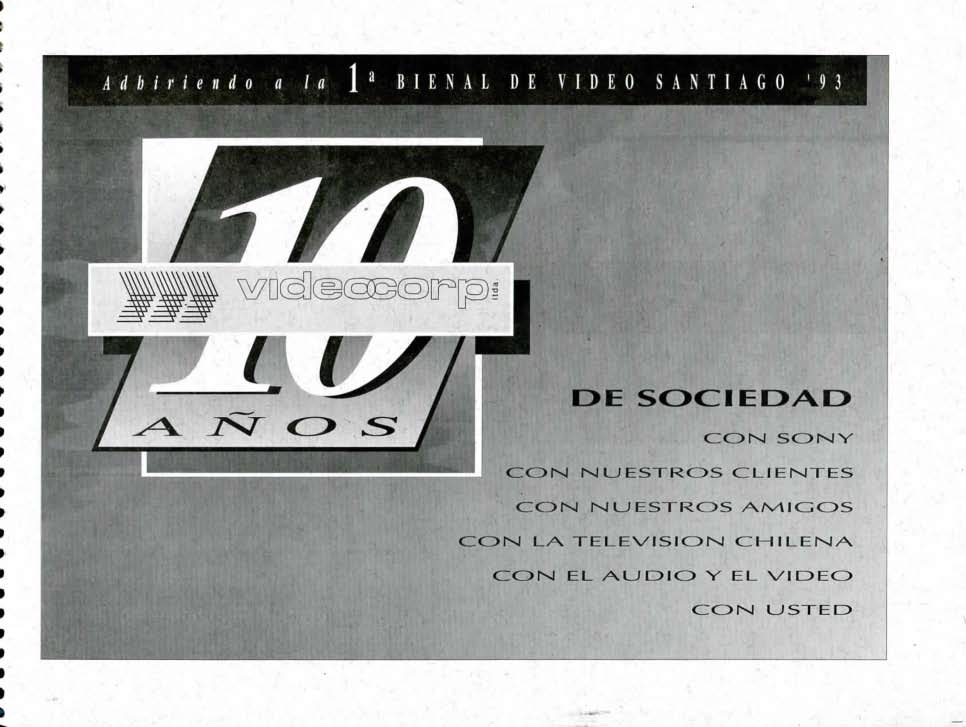 Adhiriendo a la 1ª BIENAL DE VIDEO SANTIAGO '93
10
videocorp ltda.
AÑOS
DE SOCIEDAD
CON SONY
CON NUESTROS CLIENTES
CON NUESTROS AMIGOS
CON LA TELEVISION CHILENA
CON EL AUDIO Y EL VIDEO
CON USTED